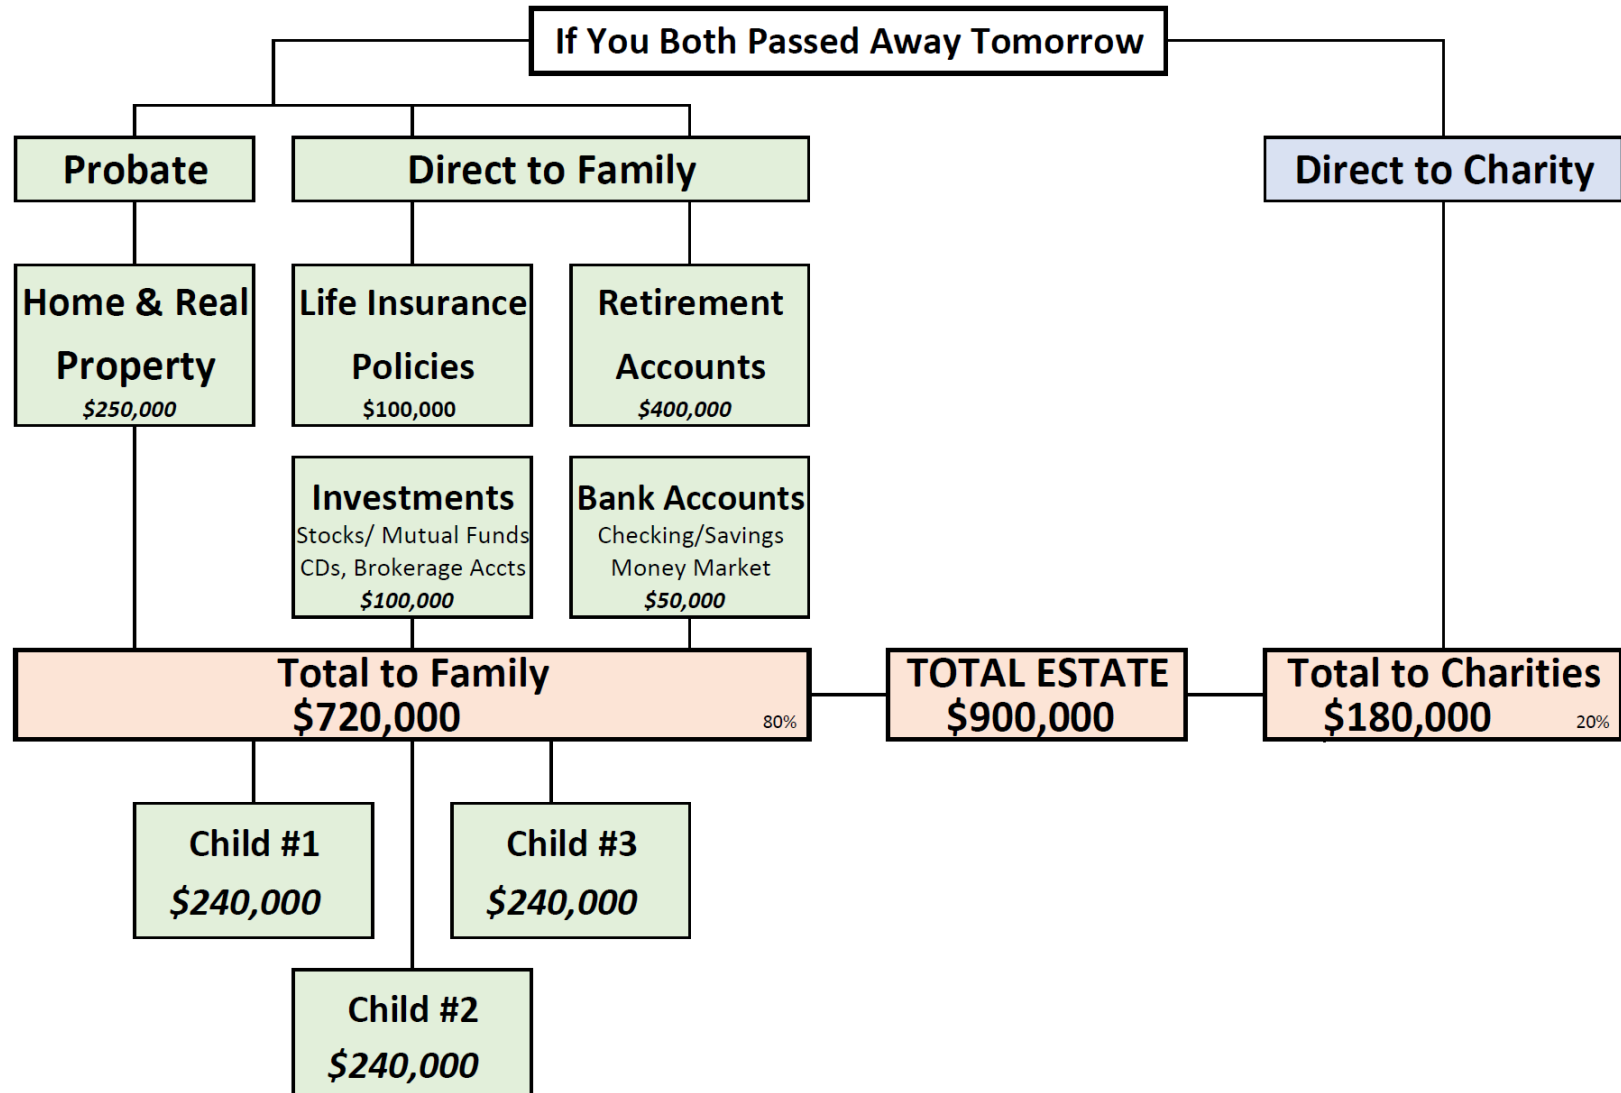 If You Both Passed Away Tomorrow
Probate
Direct to Family
Direct to Charity
Home & Real
Property
$250,000
Life Insurance
Policies
$100,000
Retirement
Accounts
$400,000
Investments
Stocks/ Mutual Funds
CDs, Brokerage Accts
$100,000
Bank Accounts
Checking/Savings
Money Market
$50,000
Total to Family
$720,000
80%
TOTAL ESTATE
$900,000
Total to Charities
$180,000
20%
Child #1
$240,000
Child #3
$240,000
Child #2
$240,000